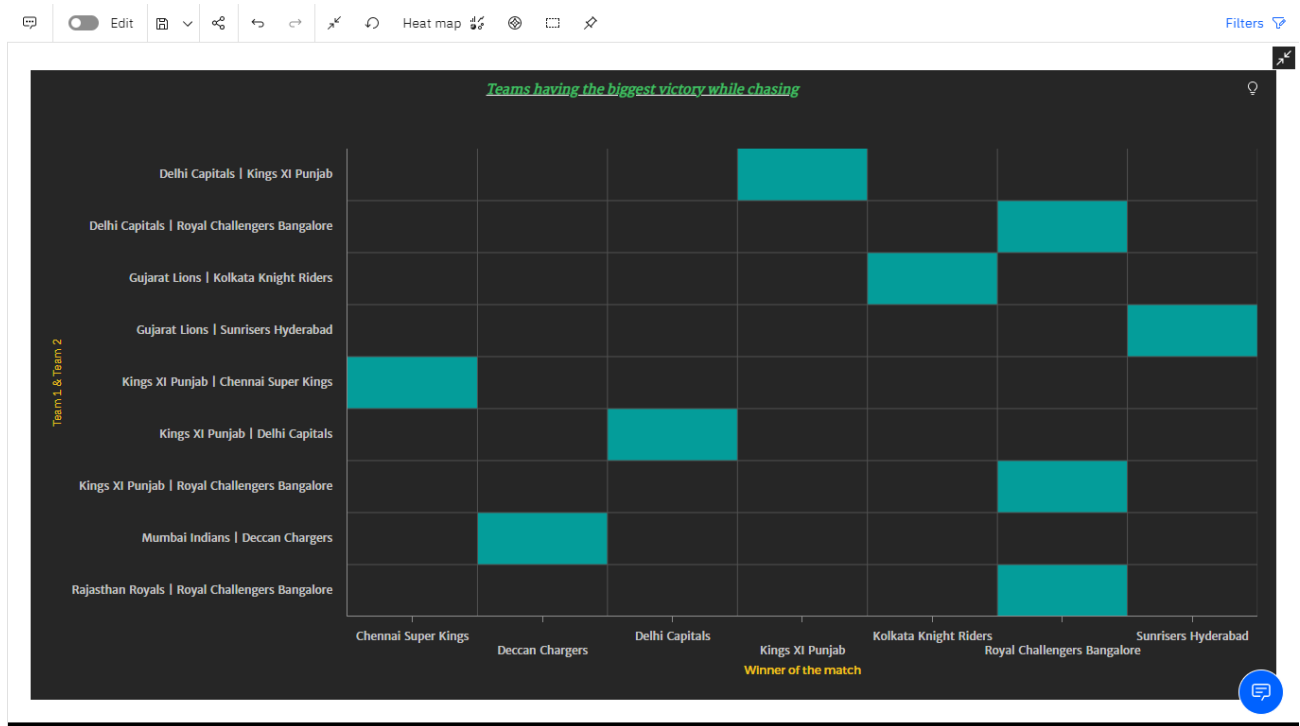 Edit
Heat map
Filters
Teams having the biggest victory while chasing
Team 1 & Team 2
Delhi Capitals | Kings XI Punjab
Delhi Capitals | Royal Challengers Bangalore
Gujarat Lions | Kolkata Knight Riders
Gujarat Lions | Sunrisers Hyderabad
Kings XI Punjab | Chennai Super Kings
Kings XI Punjab | Delhi Capitals
Kings XI Punjab | Royal Challengers Bangalore
Mumbai Indians | Deccan Chargers
Rajasthan Royals | Royal Challengers Bangalore
Chennai Super Kings
Deccan Chargers
Delhi Capitals
Kings XI Punjab
Kolkata Knight Riders
Royal Challengers Bangalore
Sunrisers Hyderabad
Winner of the match